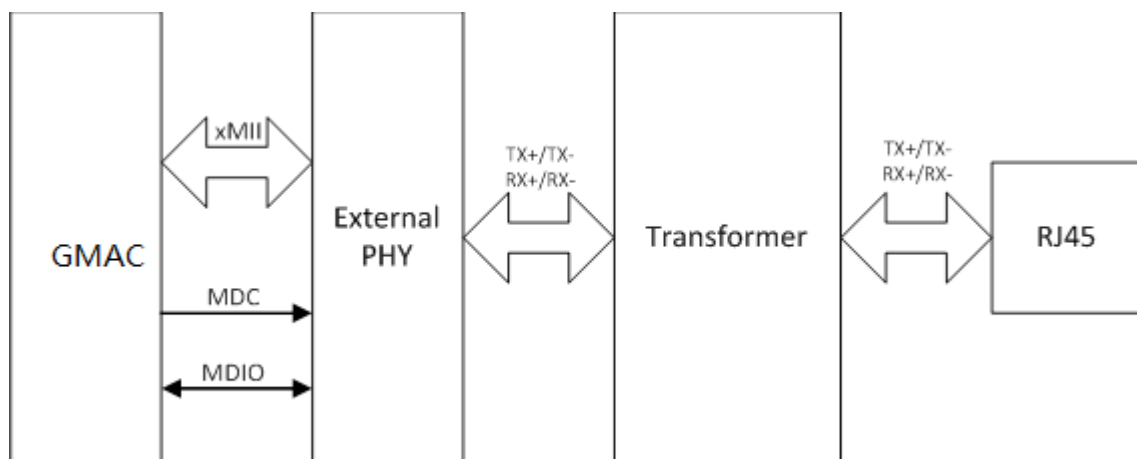 GMAC
xMII
MDC
MDIO
External
PHY
TX+/TX-
RX+/RX-
Transformer
TX+/TX-
RX+/RX-
RJ45